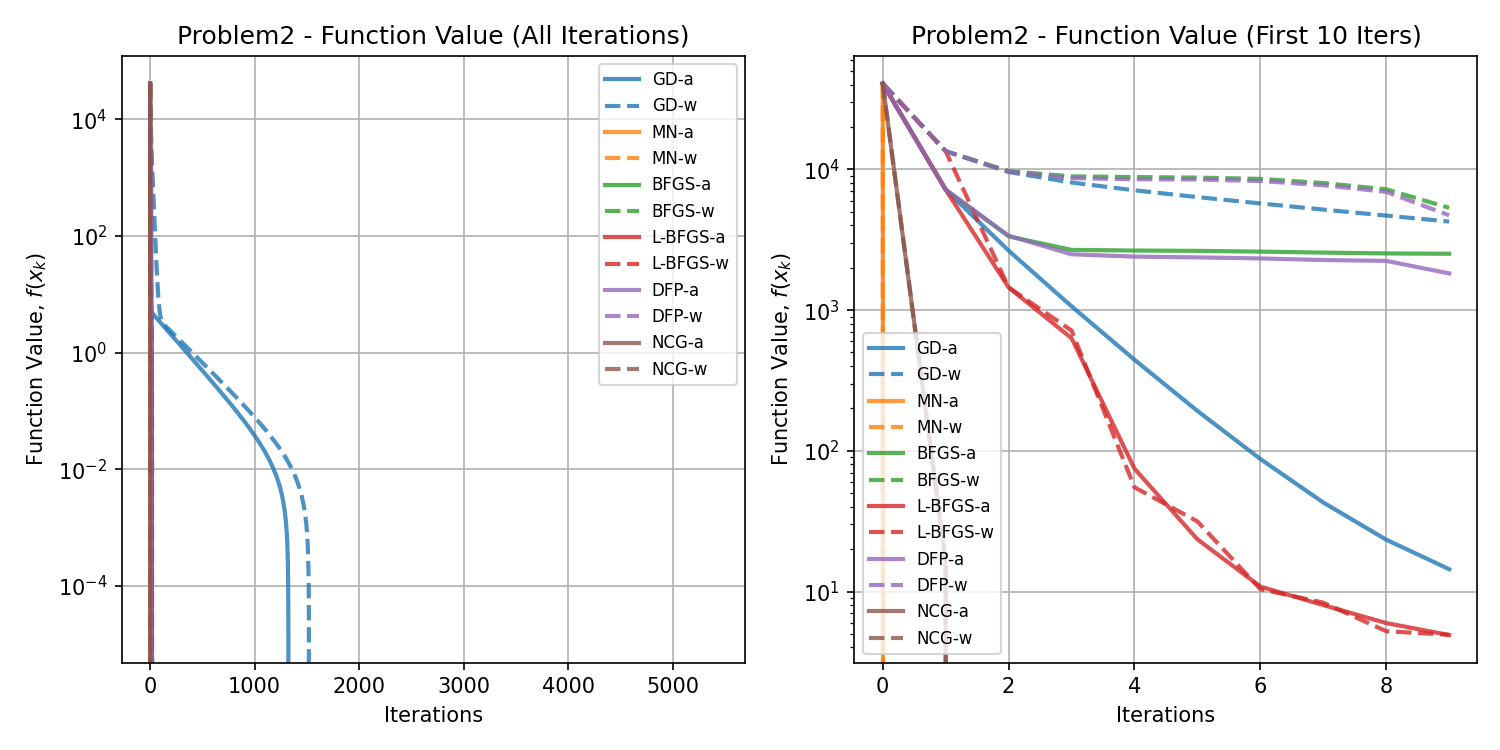 Problem2 - Function Value (All Iterations)
Function Value, f(x_k)
10^4
10^2
10^0
10^−2
10^−4
0 1000 2000 3000 4000 5000
Iterations
GD-a
GD-w
MN-a
MN-w
BFGS-a
BFGS-w
L-BFGS-a
L-BFGS-w
DFP-a
DFP-w
NCG-a
NCG-w
Problem2 - Function Value (First 10 Iters)
Function Value, f(x_k)
10^4
10^3
10^2
10^1
0 2 4 6 8
Iterations
GD-a
GD-w
MN-a
MN-w
BFGS-a
BFGS-w
L-BFGS-a
L-BFGS-w
DFP-a
DFP-w
NCG-a
NCG-w